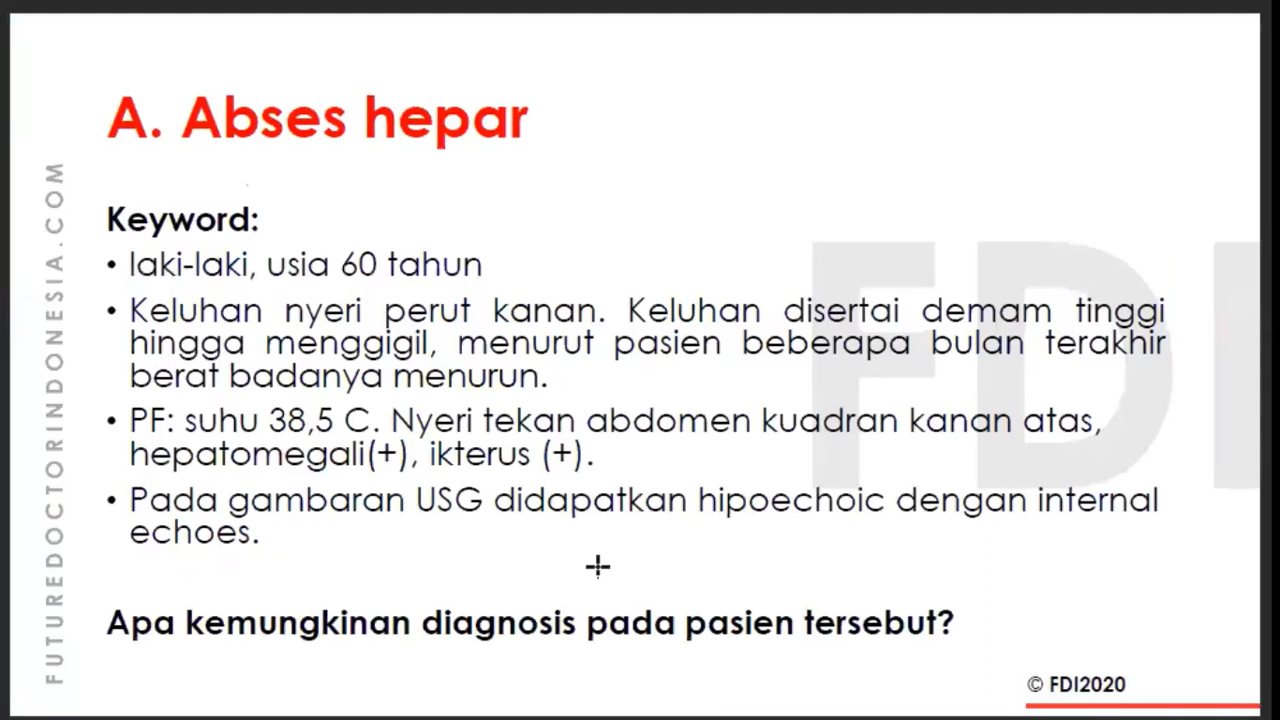 A. Abses hepar
FUTUREDOCTORINDONESIA.COM
Keyword:
• laki-laki, usia 60 tahun
• Keluhan nyeri perut kanan. Keluhan disertai demam tinggi
hingga menggigil, menurut pasien beberapa bulan terakhir
berat badanya menurun.
• PF: suhu 38,5 C. Nyeri tekan abdomen kuadran kanan atas,
hepatomegali(+), ikterus (+).
• Pada gambaran USG didapatkan hipoechoic dengan internal
echoes.
Apa kemungkinan diagnosis pada pasien tersebut?
© FDI2020
FDI